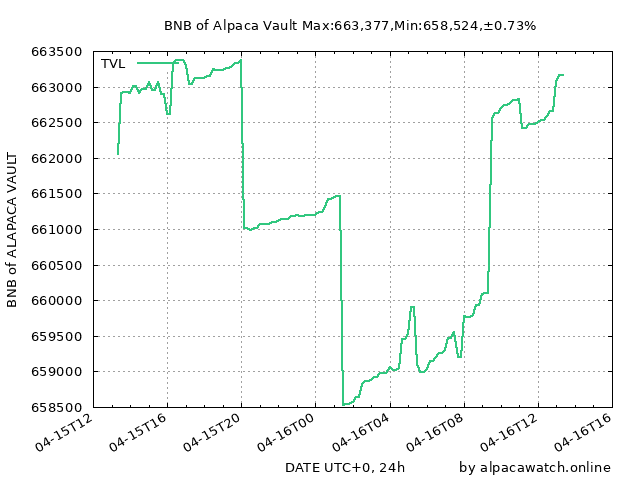 BNB of Alpaca Vault Max:663,377,Min:658,524,±0.73%
TVL
663500
663000
662500
662000
661500
661000
660500
660000
659500
659000
658500
BNB of ALAPACA VAULT
04-15T12
04-15T16
04-15T20
04-16T00
04-16T04
04-16T08
04-16T12
04-16T16
DATE UTC+0, 24h
by alpacawatch.online